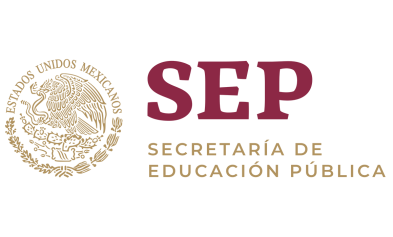 ESTADOS UNIDOS MEXICANOS
SEP
SECRETARÍA DE
EDUCACIÓN PÚBLICA